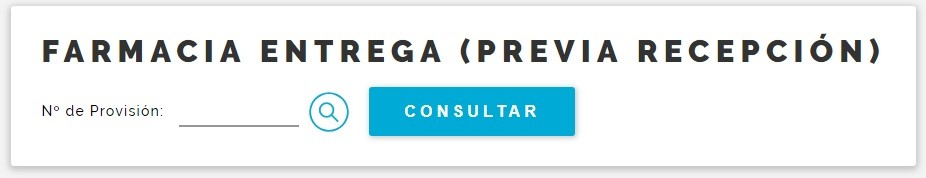 FARMACIA ENTREGA (PREVIA RECEPCIÓN)
Nº de Provisión: CONSULTAR